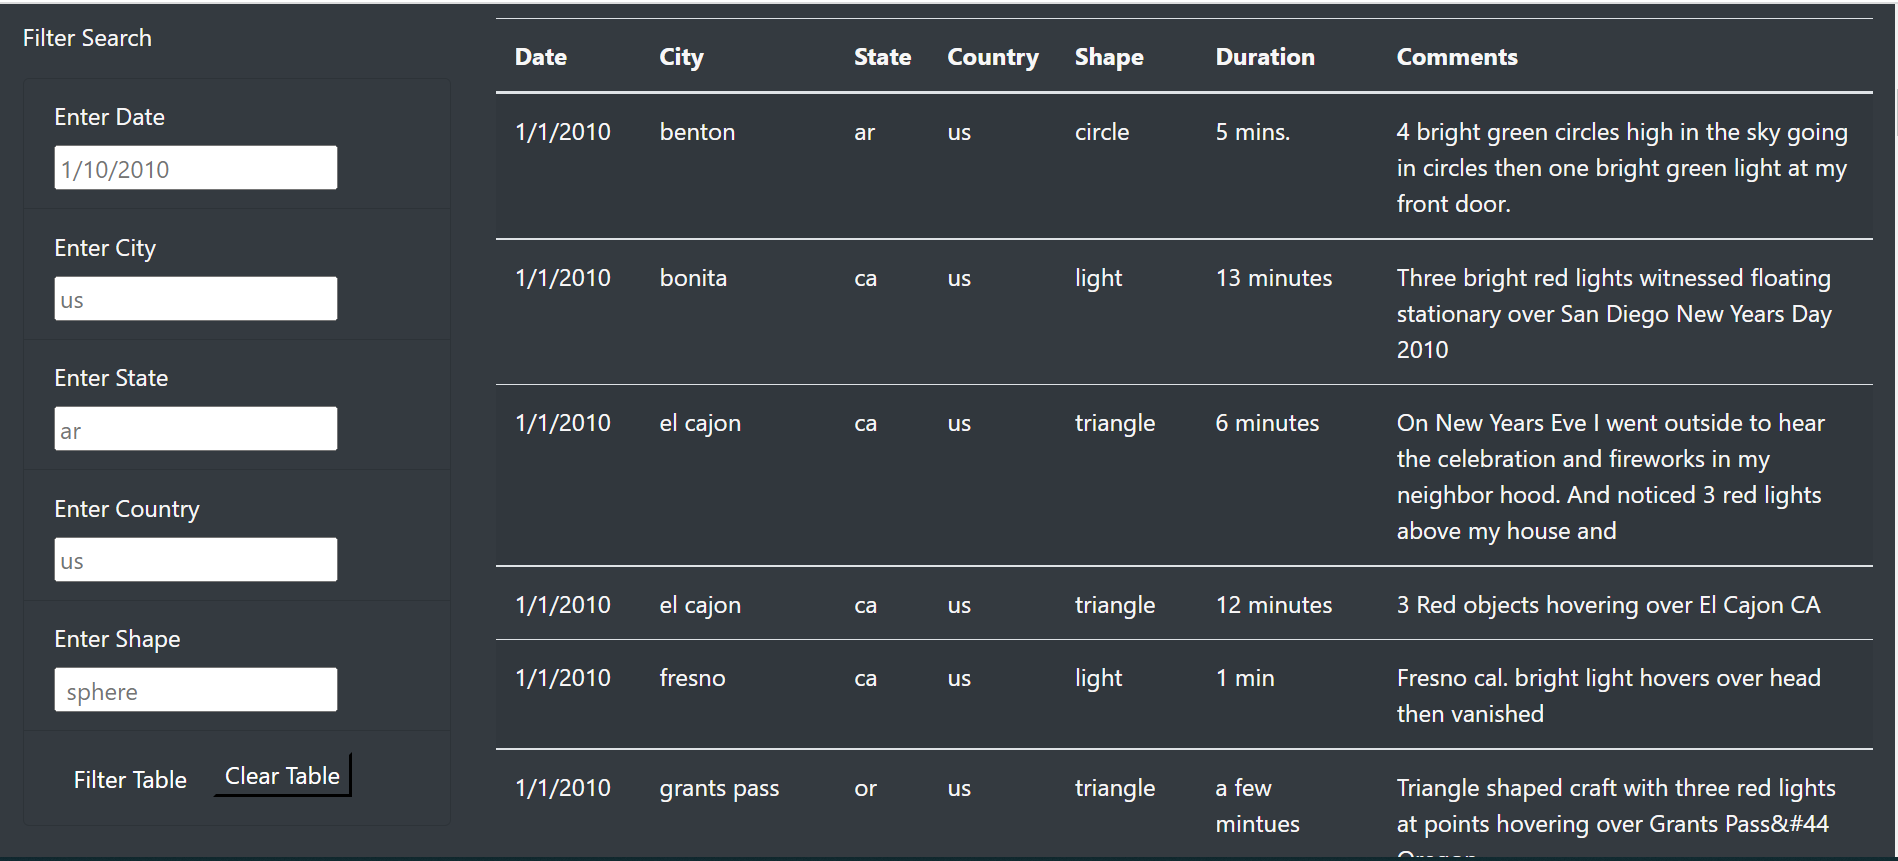 Filter Search
Enter Date
1/10/2010
Enter City
us
Enter State
ar
Enter Country
us
Enter Shape
sphere
Filter Table Clear Table
Date City State Country Shape Duration Comments
1/1/2010 benton ar us circle 5 mins. 4 bright green circles high in the sky going
in circles then one bright green light at my
front door.
1/1/2010 bonita ca us light 13 minutes Three bright red lights witnessed floating
stationary over San Diego New Years Day
2010
1/1/2010 el cajon ca us triangle 6 minutes On New Years Eve I went outside to hear
the celebration and fireworks in my
neighbor hood. And noticed 3 red lights
above my house and
1/1/2010 el cajon ca us triangle 12 minutes 3 Red objects hovering over El Cajon CA
1/1/2010 fresno ca us light 1 min Fresno cal. bright light hovers over head
then vanished
1/1/2010 grants pass or us triangle a few Triangle shaped craft with three red lights
mintues at points hovering over Grants Pass&#44